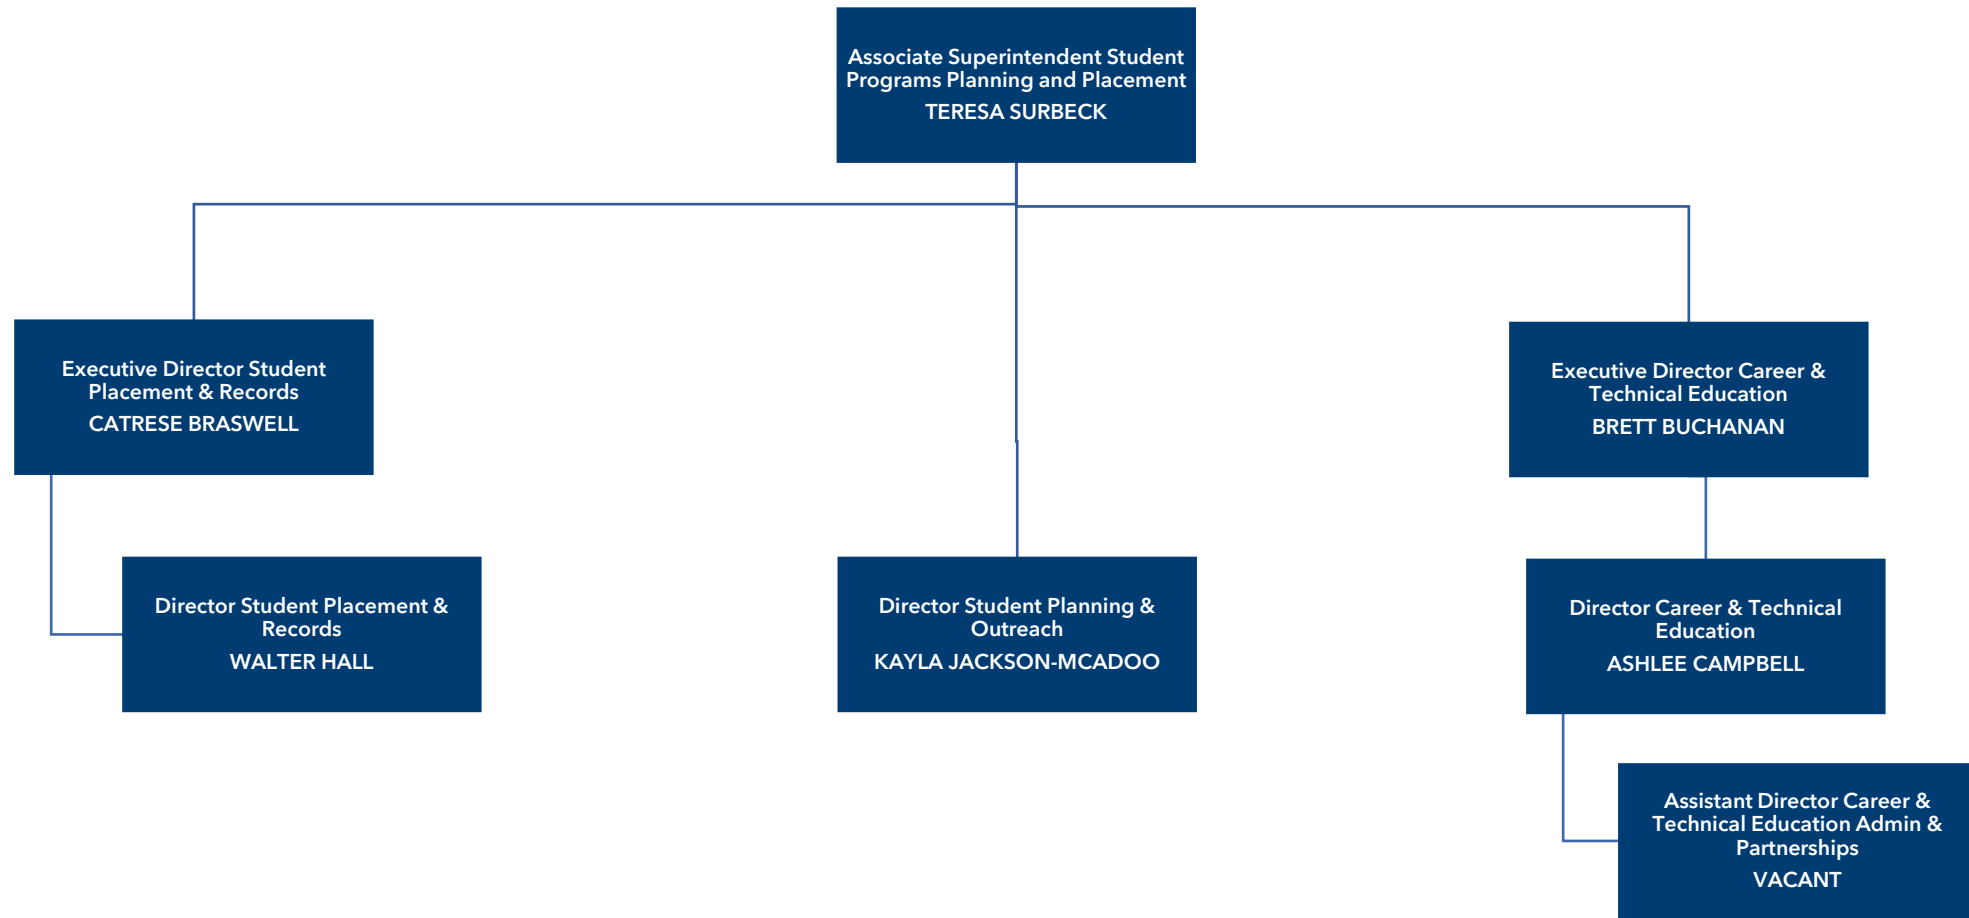 Associate Superintendent Student
Programs Planning and Placement
TERESA SURBECK
Executive Director Student
Placement & Records
CATRESE BRASWELL
Executive Director Career &
Technical Education
BRETT BUCHANAN
Director Student Placement &
Records
WALTER HALL
Director Student Planning &
Outreach
KAYLA JACKSON-MCADOO
Director Career & Technical
Education
ASHLEE CAMPBELL
Assistant Director Career &
Technical Education Admin &
Partnerships
VACANT